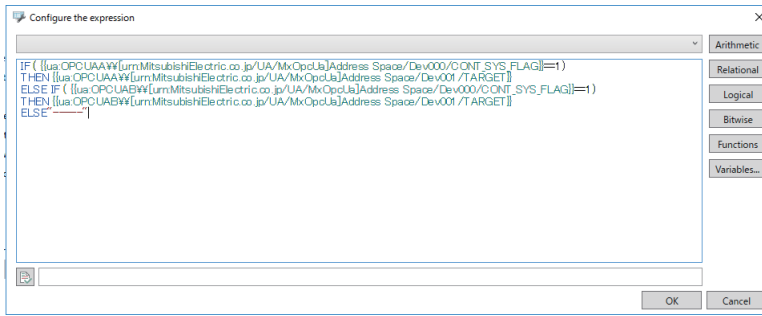 Configure the expression
Arithmetic
IF( {{ua:OPCUAA¥¥[urn:MitsubishiElectric.co.jp/UA/MxOpcUa]Address Space/Dev000/CONT_SYS_FLAG}}==1)
Relational
THEN {{ua:OPCUAA¥¥[urn:MitsubishiElectric.co.jp/UA/MxOpcUa]Address Space/Dev001/TARGET}}
ELSE IF ( {{ua:OPCUAB¥¥[urn:MitsubishiElectric.co.jp/UA/MxOpcUa]Address Space/Dev000/CONT_SYS_FLAG}}==1)
Logical
THEN {{ua:OPCUAB¥¥[urn:MitsubishiElectric.co.jp/UA/MxOpcUa]Address Space/Dev001/TARGET}}
ELSE"-----"
Bitwise
Functions
Variables...
OK
Cancel